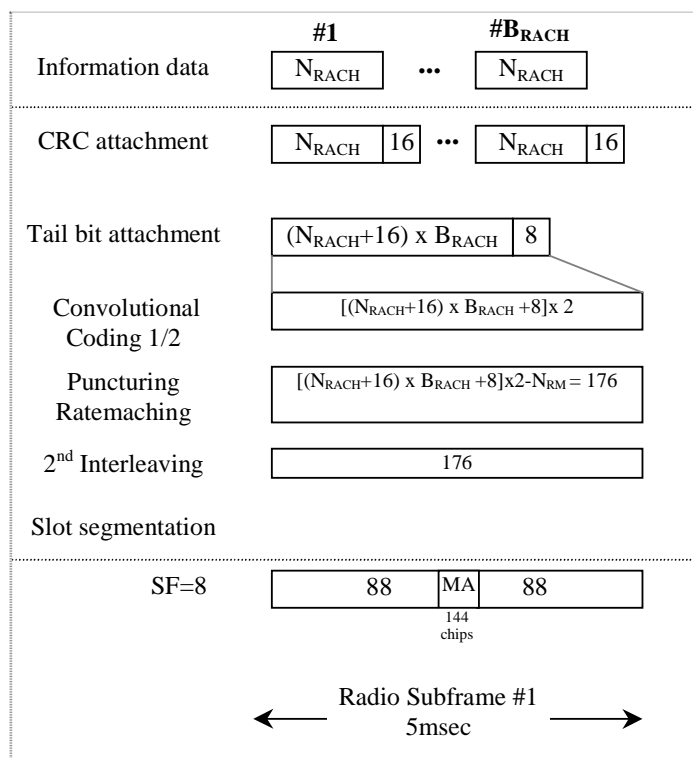 #1 #B_RACH
Information data N_RACH ... N_RACH
CRC attachment N_RACH 16 ... N_RACH 16
Tail bit attachment (N_RACH+16) x B_RACH 8
Convolutional [(N_RACH+16) x B_RACH +8]x 2
Coding 1/2
Puncturing [(N_RACH+16) x B_RACH +8]x2-N_RM = 176
Ratemaching
2nd Interleaving 176
Slot segmentation
SF=8 88 MA 88
144
chips
Radio Subframe #1
5msec